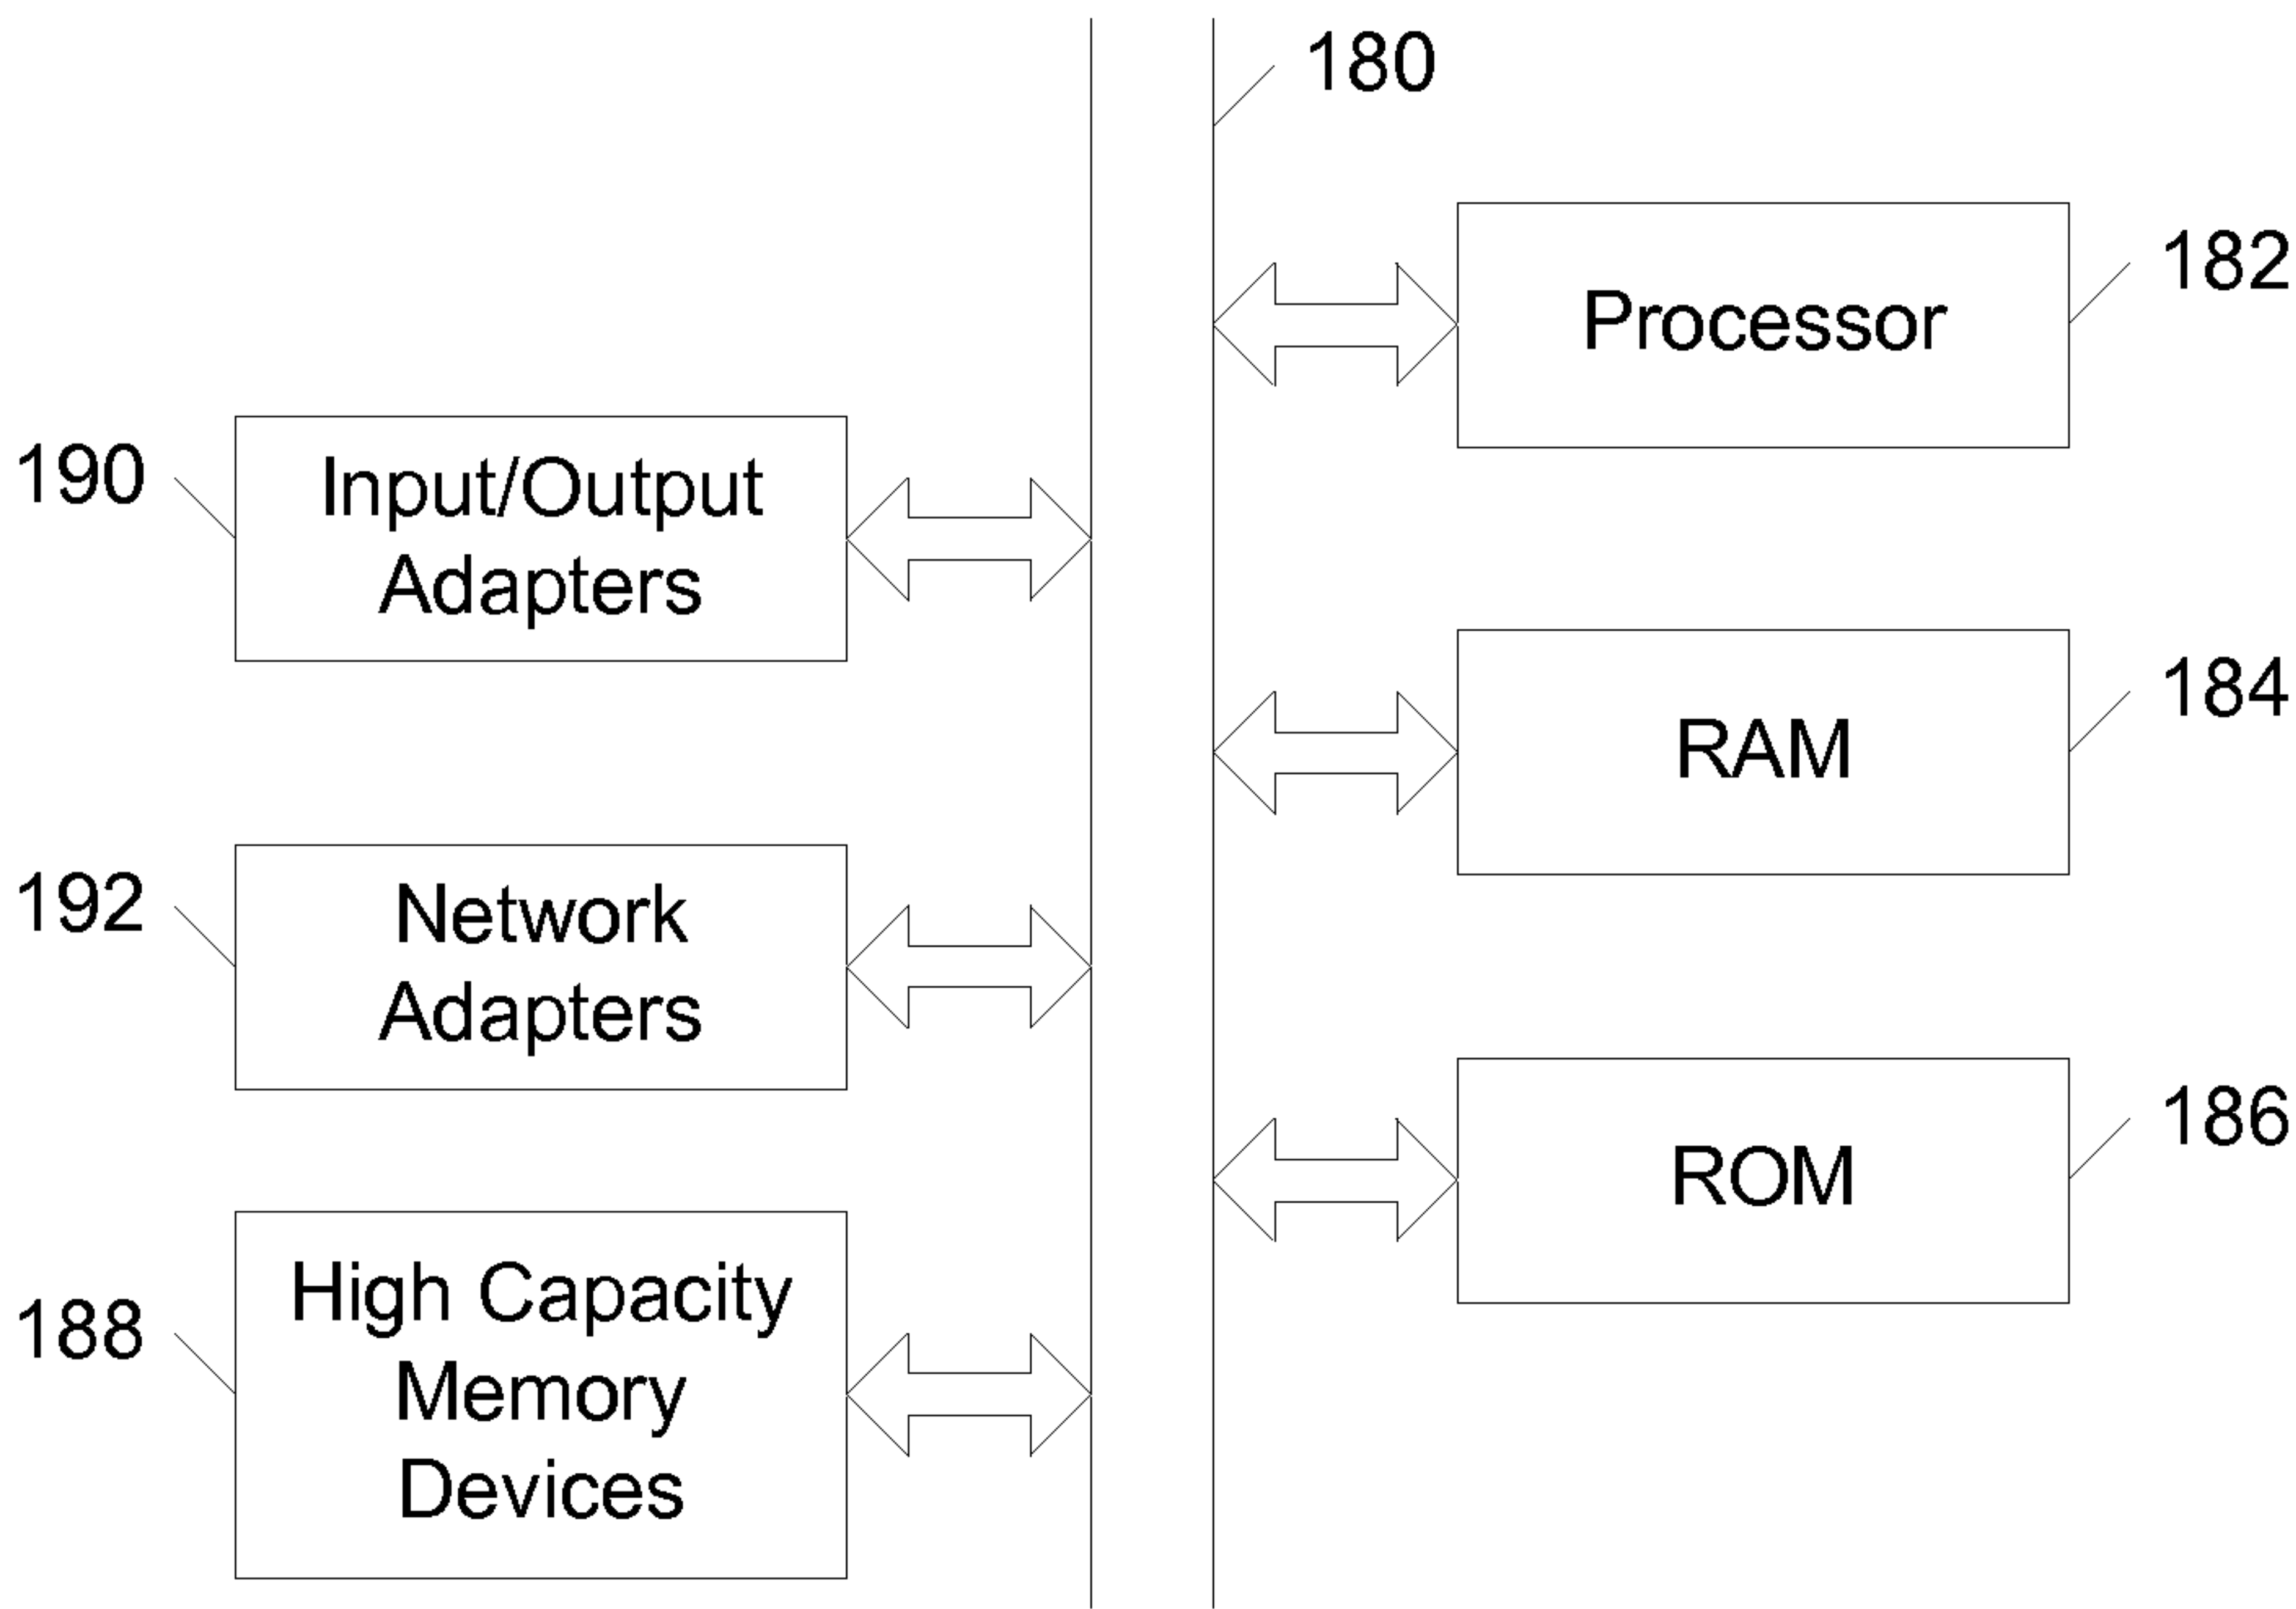 180
Processor
182
190
Input/Output
Adapters
RAM
184
192
Network
Adapters
ROM
186
188
High Capacity
Memory
Devices